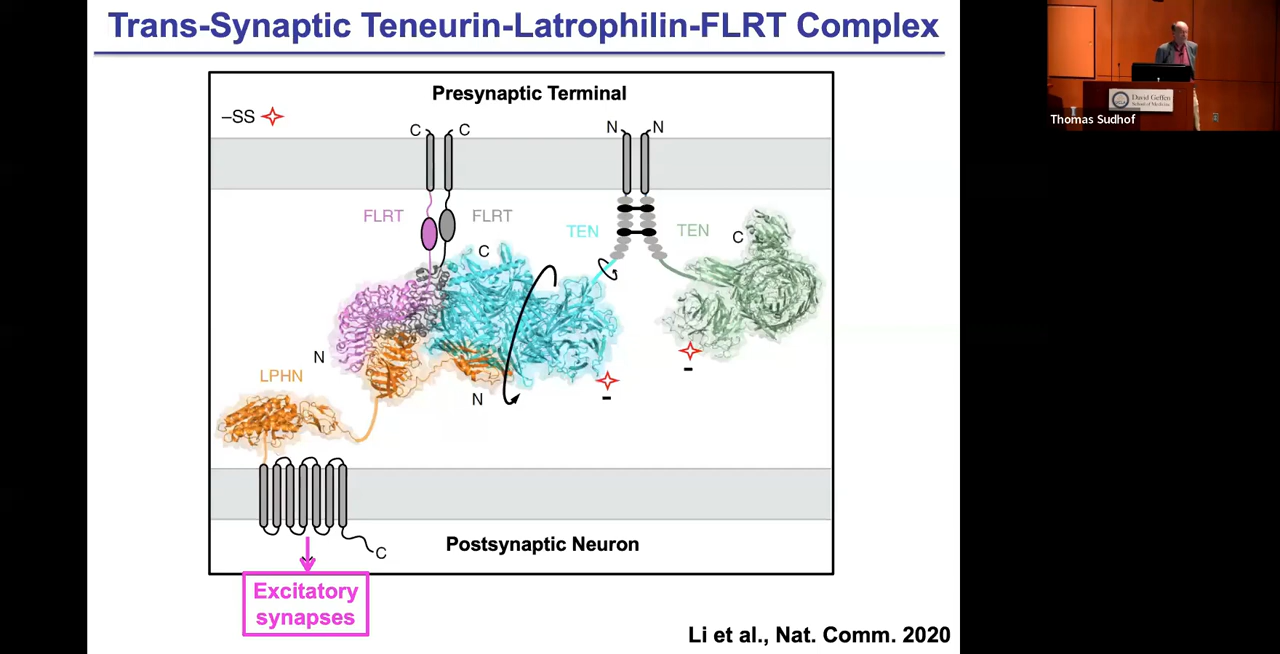 Trans-Synaptic Teneurin-Latrophilin-FLRT Complex
Presynaptic Terminal
–SS
C C
N N
FLRT FLRT
TEN TEN
C
C
N
LPHN
N
–
–
C
Postsynaptic Neuron
Excitatory
synapses
Li et al., Nat. Comm. 2020
David Geffen
School of Medicine
Thomas Sudhof